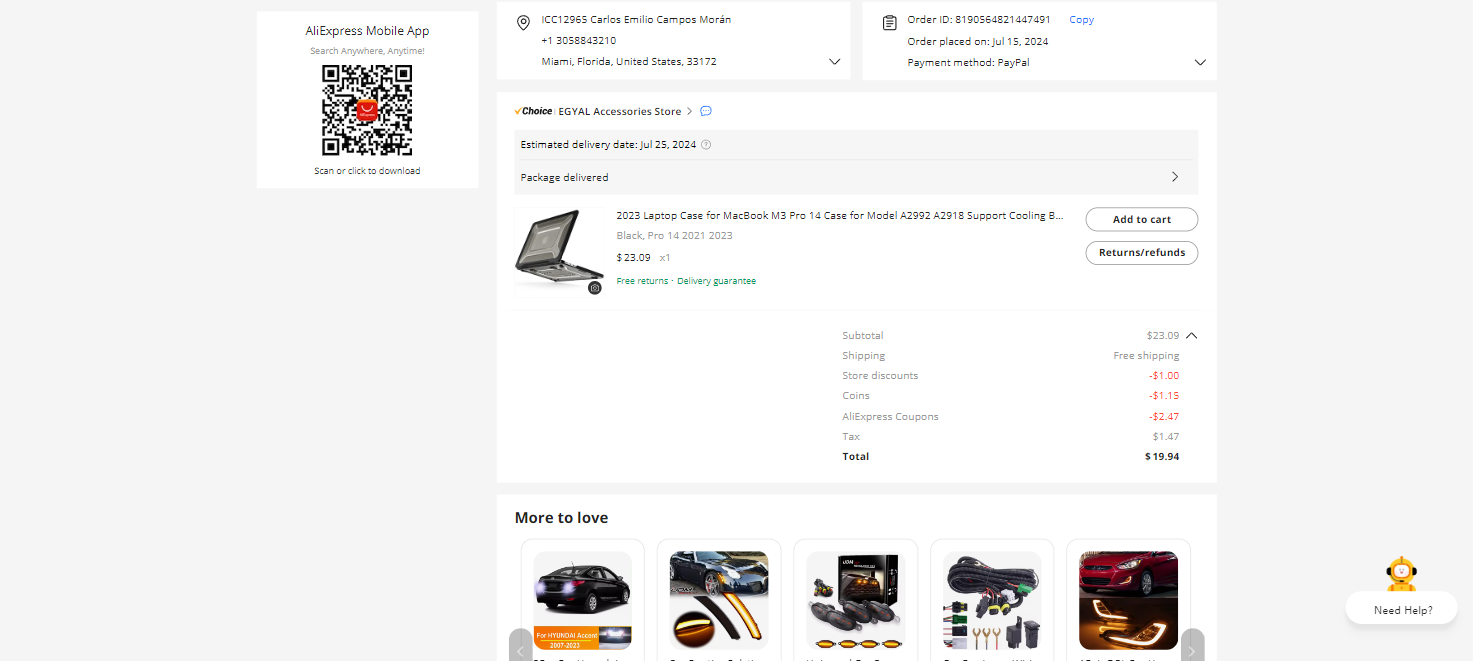 AliExpress Mobile App
Search Anywhere, Anytime!
Scan or click to download
ICC12965 Carlos Emilio Campos Morán
+1 3058843210
Miami, Florida, United States, 33172
Order ID: 8190564821447491 Copy
Order placed on: Jul 15, 2024
Payment method: PayPal
Choice EGYAL Accessories Store
Estimated delivery date: Jul 25, 2024
Package delivered
2023 Laptop Case for MacBook M3 Pro 14 Case for Model A2992 A2918 Support Cooling B...
Black, Pro 14 2021 2023
$ 23.09 x1
Free returns · Delivery guarantee
Add to cart
Returns/refunds
Subtotal $23.09
Shipping Free shipping
Store discounts -$1.00
Coins -$1.15
AliExpress Coupons -$2.47
Tax $1.47
Total $ 19.94
More to love
For HYUNDAI Accent
2007-2023
Need Help?